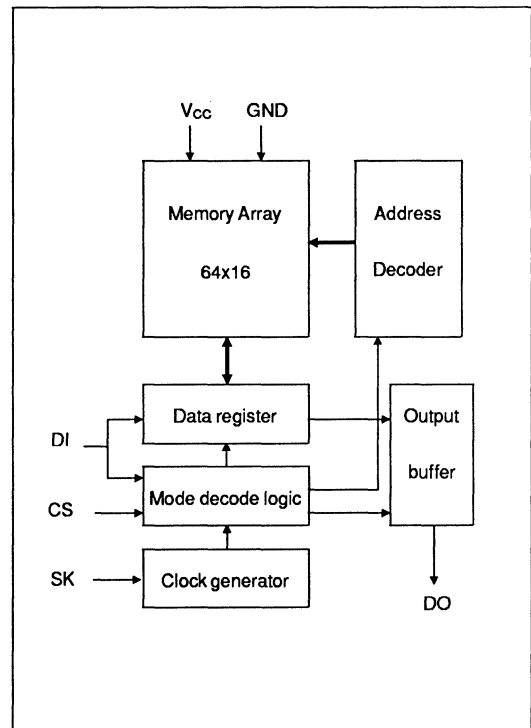 Vcc GND
Memory Array
64x16
Address
Decoder
Data register
Output
buffer
DI
Mode decode logic
CS
Clock generator
SK
DO